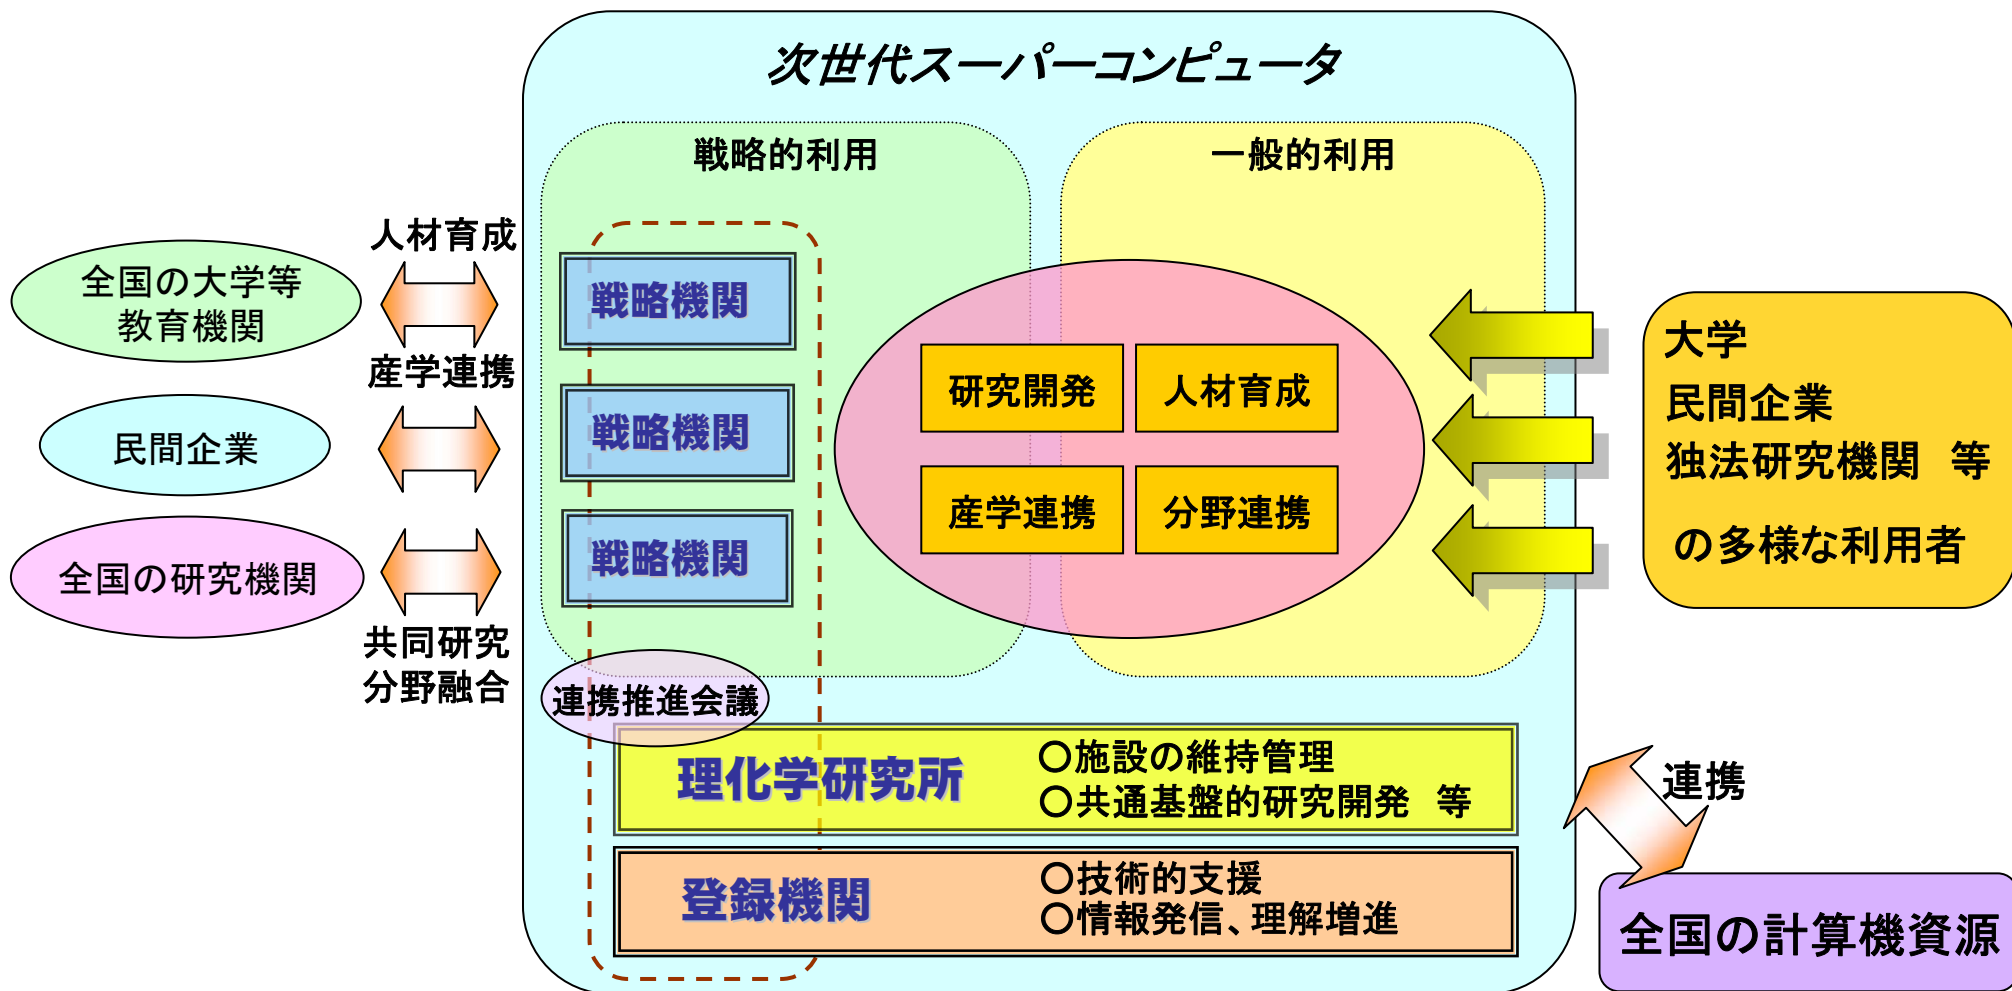 次世代スーパーコンピュータ
戦略的利用
一般的利用
人材育成
全国の大学等
教育機関
産学連携
民間企業
全国の研究機関
共同研究
分野融合
戦略機関
戦略機関
戦略機関
研究開発
人材育成
産学連携
分野連携
大学
民間企業
独法研究機関 等
の多様な利用者
連携推進会議
理化学研究所
○施設の維持管理
○共通基盤的研究開発 等
登録機関
○技術的支援
○情報発信、理解増進
連携
全国の計算機資源